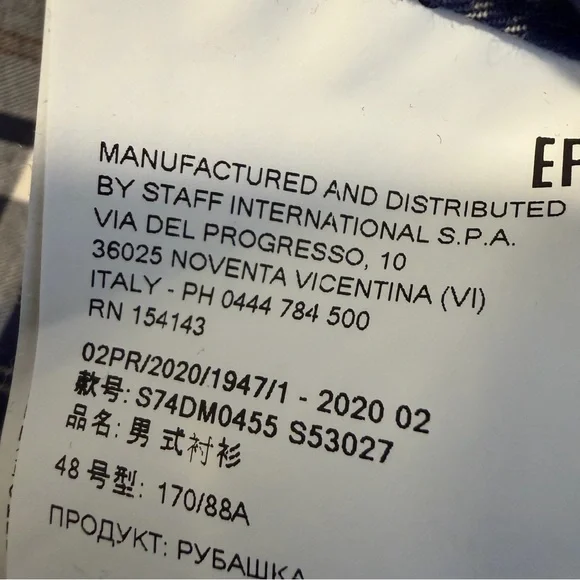 EP
MANUFACTURED AND DISTRIBUTED
BY STAFF INTERNATIONAL S.P.A.
VIA DEL PROGRESSO, 10
36025 NOVENTA VICENTINA (VI)
ITALY - PH 0444 784 500
RN 154143
02PR/2020/1947/1 - 2020 02
款号: S74DM0455 S53027
品名: 男 式衬衫
48 号型: 170/88A
ПРОДУКТ: РУБАШКА